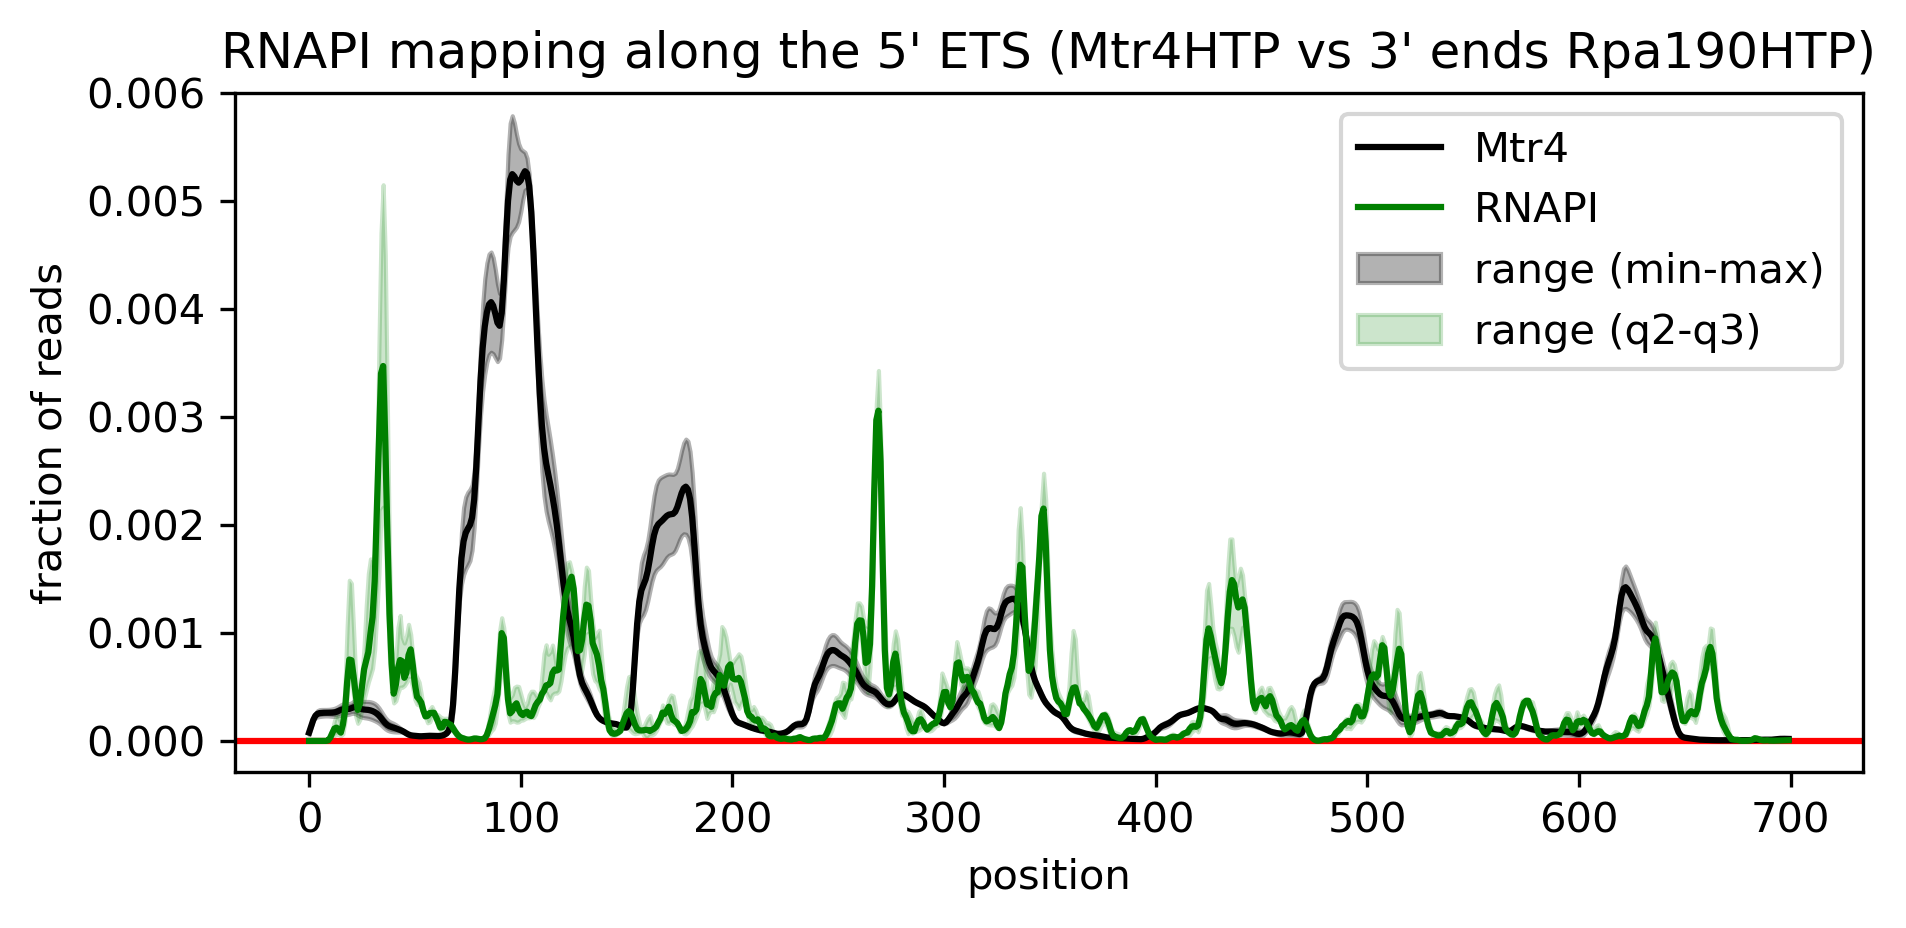 RNAPI mapping along the 5' ETS (Mtr4HTP vs 3' ends Rpa190HTP)
0.006
0.005
0.004
0.003
0.002
0.001
0.000
fraction of reads
Mtr4
RNAPI
range (min-max)
range (q2-q3)
0 100 200 300 400 500 600 700
position